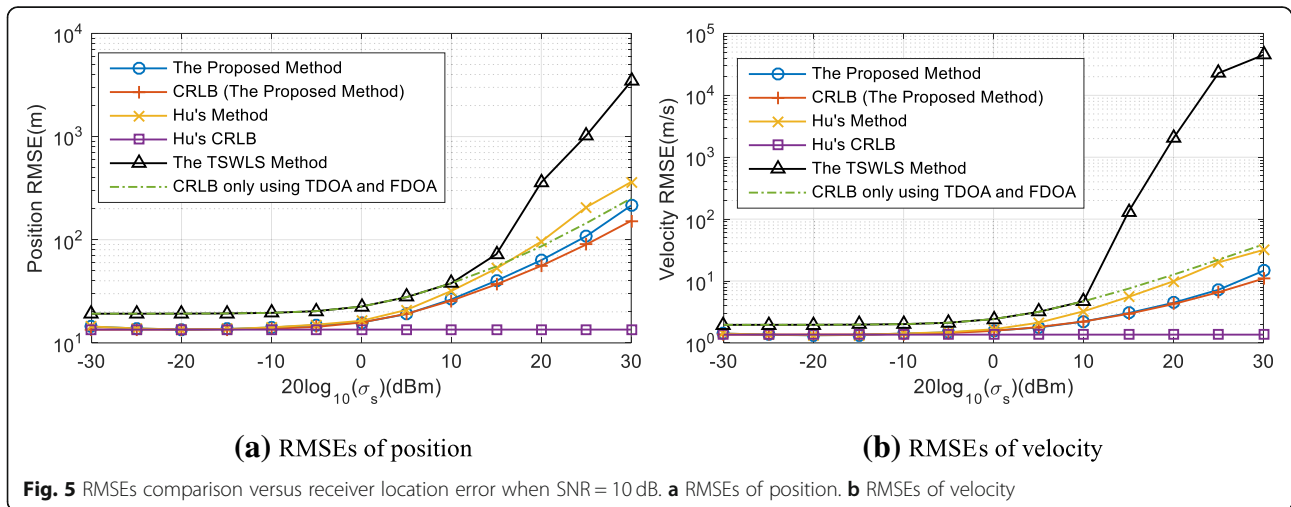 10^4
10^3
10^2
10^1
Position RMSE(m)
The Proposed Method
CRLB (The Proposed Method)
Hu's Method
Hu's CRLB
The TSWLS Method
CRLB only using TDOA and FDOA
-30 -20 -10 0 10 20 30
20log_10(σ_s)(dBm)
(a) RMSEs of position
10^5
10^4
10^3
10^2
10^1
10^0
Velocity RMSE(m/s)
The Proposed Method
CRLB (The Proposed Method)
Hu's Method
Hu's CRLB
The TSWLS Method
CRLB only using TDOA and FDOA
-30 -20 -10 0 10 20 30
20log_10(σ_s)(dBm)
(b) RMSEs of velocity
Fig. 5 RMSEs comparison versus receiver location error when SNR = 10 dB. a RMSEs of position. b RMSEs of velocity